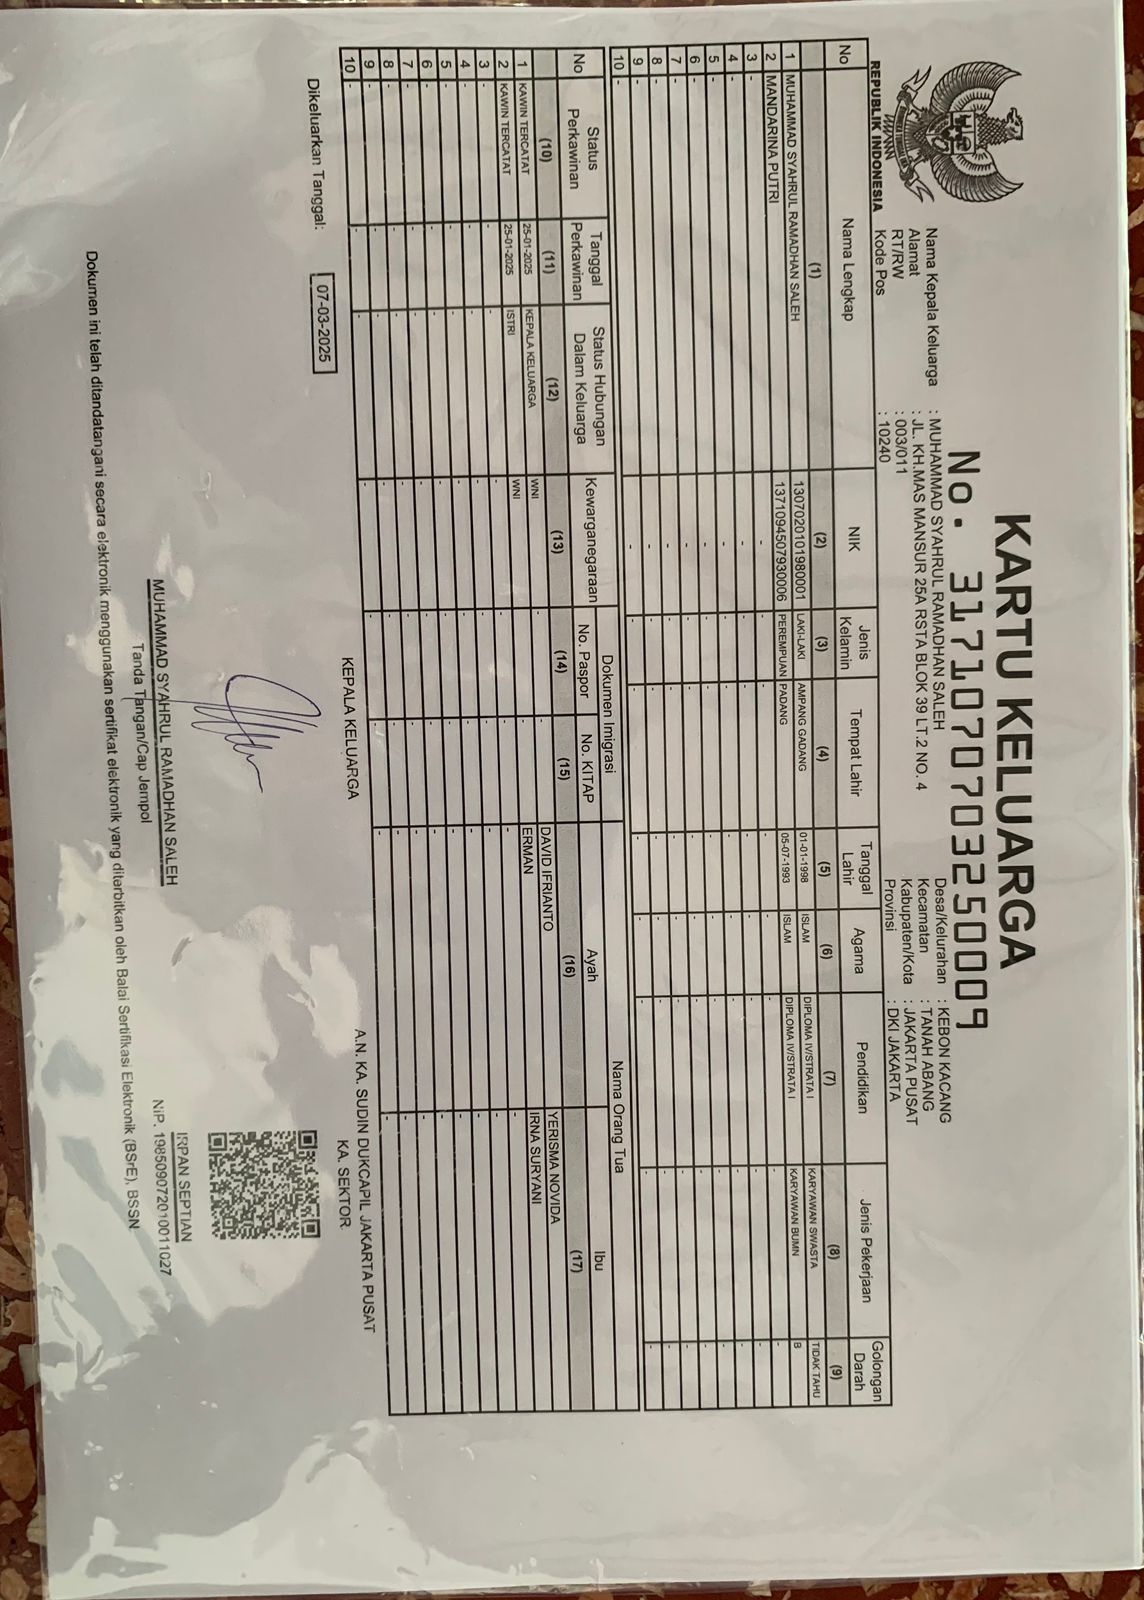 KARTU KELUARGA
No. 3171070703250009
REPUBLIK INDONESIA
Nama Kepala Keluarga : MUHAMMAD SYAHRUL RAMADHAN SALEH
Alamat : JL. KH.MAS MANSUR 25A RSTA BLOK 39 LT.2 NO. 4
RT/RW : 003/011
Kode Pos : 10240
Desa/Kelurahan : KEBON KACANG
Kecamatan : TANAH ABANG
Kabupaten/Kota : JAKARTA PUSAT
Provinsi : DKI JAKARTA
No Nama Lengkap NIK Jenis Kelamin Tempat Lahir Tanggal Lahir Agama Pendidikan Jenis Pekerjaan Golongan Darah
(1) (2) (3) (4) (5) (6) (7) (8) (9)
1 MUHAMMAD SYAHRUL RAMADHAN SALEH 1307020101980001 LAKI-LAKI AMPANG GADANG 01-01-1998 ISLAM DIPLOMA IV/STRATA I KARYAWAN SWASTA TIDAK TAHU
2 MANDARINA PUTRI 1371094507930006 PEREMPUAN PADANG 05-07-1993 ISLAM DIPLOMA IV/STRATA I KARYAWAN BUMN B
3 - - - - - - - - -
4 - - - - - - - - -
5 - - - - - - - - -
6 - - - - - - - - -
7 - - - - - - - - -
8 - - - - - - - - -
9 - - - - - - - - -
10 - - - - - - - - -
No Status Perkawinan Tanggal Perkawinan Status Hubungan Dalam Keluarga Kewarganegaraan Dokumen Imigrasi Nama Orang Tua
No. Paspor No. KITAP Ayah Ibu
(10) (11) (12) (13) (14) (15) (16) (17)
1 KAWIN TERCATAT 25-01-2025 KEPALA KELUARGA WNI - - DAVID IFRIANTO YERISMA NOVIDA
2 KAWIN TERCATAT 25-01-2025 ISTRI WNI - - ERMAN IRNA SURYANI
3 - - - - - - - -
4 - - - - - - - -
5 - - - - - - - -
6 - - - - - - - -
7 - - - - - - - -
8 - - - - - - - -
9 - - - - - - - -
10 - - - - - - - -
Dikeluarkan Tanggal: 07-03-2025
KEPALA KELUARGA
MUHAMMAD SYAHRUL RAMADHAN SALEH
Tanda Tangan/Cap Jempol
A.N. KA. SUDIN DUKCAPIL JAKARTA PUSAT
KA. SEKTOR
IRPAN SEPTIAN
NIP. 198509072010011027
Dokumen ini telah ditandatangani secara elektronik menggunakan sertifikat elektronik yang diterbitkan oleh Balai Sertifikasi Elektronik (BSrE), BSSN